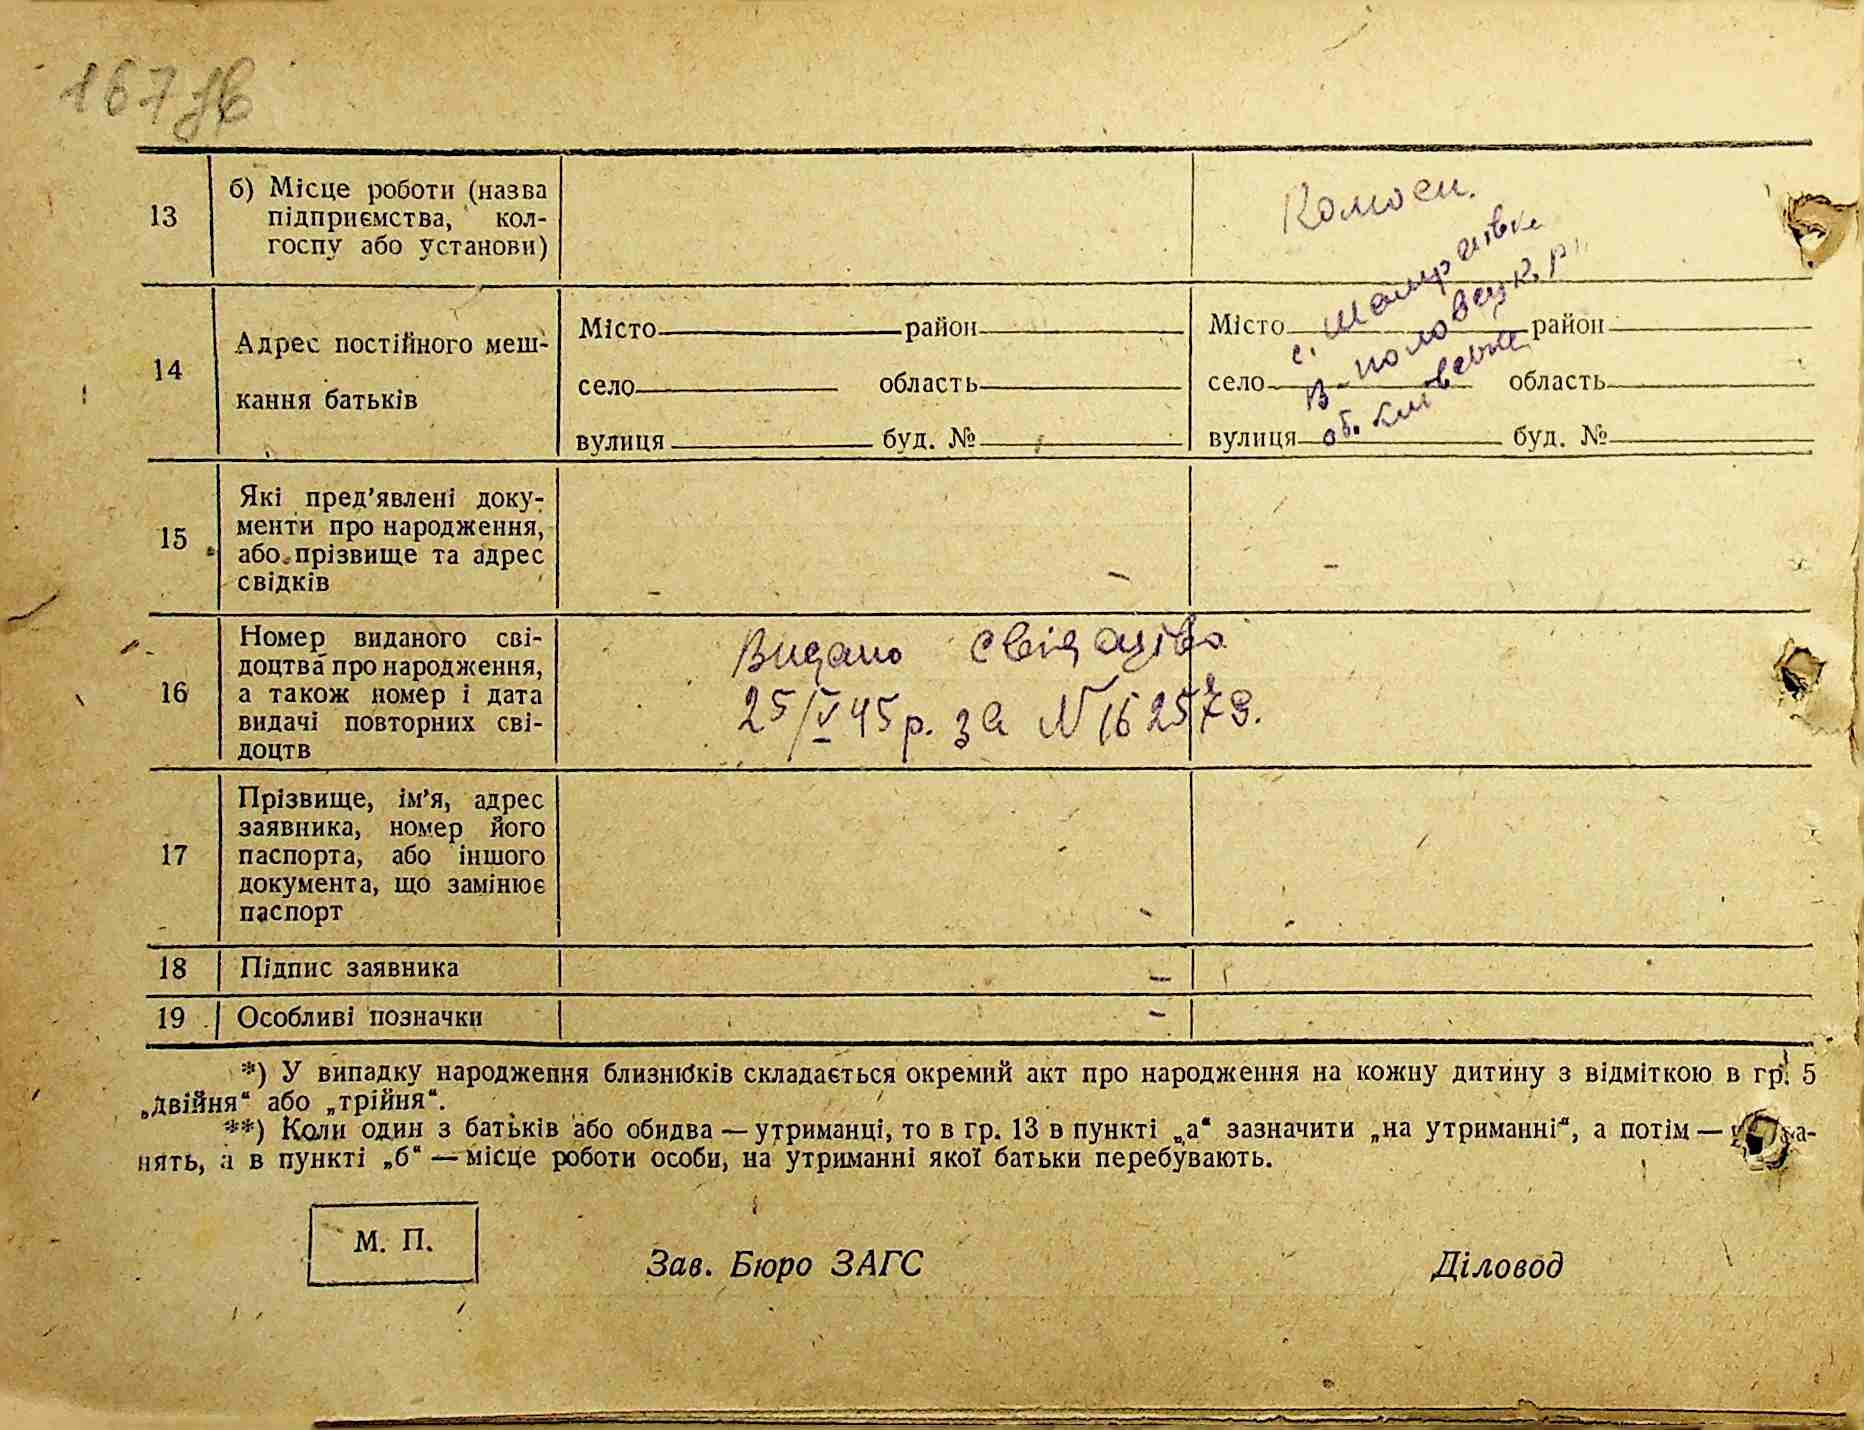 167 зв
13
б) Місце роботи (назва
підприємства, кол-
госпу або установи)
14
Адрес постійного меш-
кання батьків
Місто район
село область
вулиця буд. №
Місто район
село область
вулиця буд. №
с.
В-Половецк. р
об. Київська
15
Які пред'явлені доку-
менти про народження,
або прізвище та адрес
свідків
16
Номер виданого сві-
доцтва про народження,
а також номер і дата
видачі повторних сві-
доцтв
Видано свідоцтво
25/V 45 р. за N 162579.
17
Прізвище, ім'я, адрес
заявника, номер його
паспорта, або іншого
документа, що замінює
паспорт
18
Підпис заявника
19
Особливі позначки
*) У випадку народження близнюків складається окремий акт про народження на кожну дитину з відміткою в гр. 5
„двійня“ або „трійня“.
**) Коли один з батьків або обидва — утриманці, то в гр. 13 в пункті „а“ зазначити „на утриманні“, а потім —
нять, а в пункті „б“ — місце роботи особи, на утриманні якої батьки перебувають.
М. П.
Зав. Бюро ЗАГС
Діловод